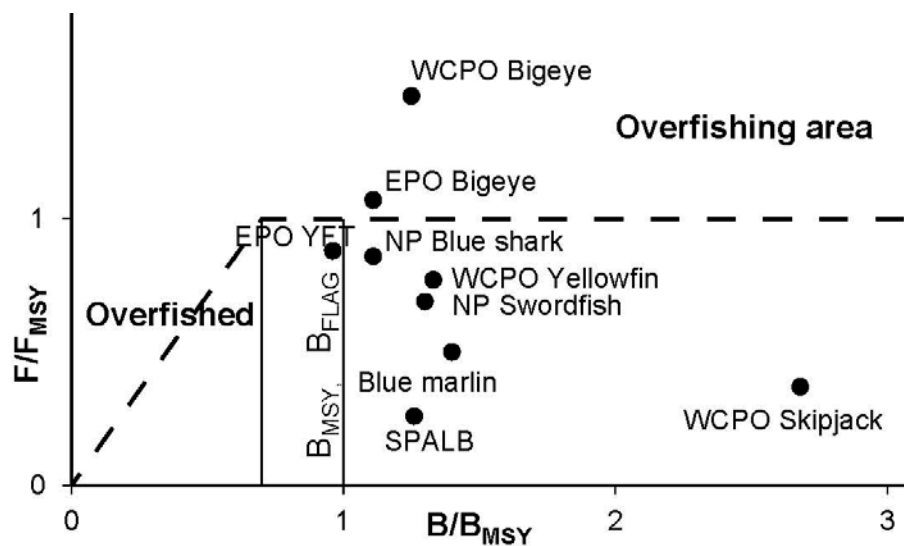 WCPO Bigeye
Overfishing area
EPO Bigeye
1
EPO YFT
NP Blue shark
WCPO Yellowfin
NP Swordfish
Overfished
F/FMSY
BMSY, BFLAG
Blue marlin
WCPO Skipjack
SPALB
0
0 1 2 3
B/BMSY